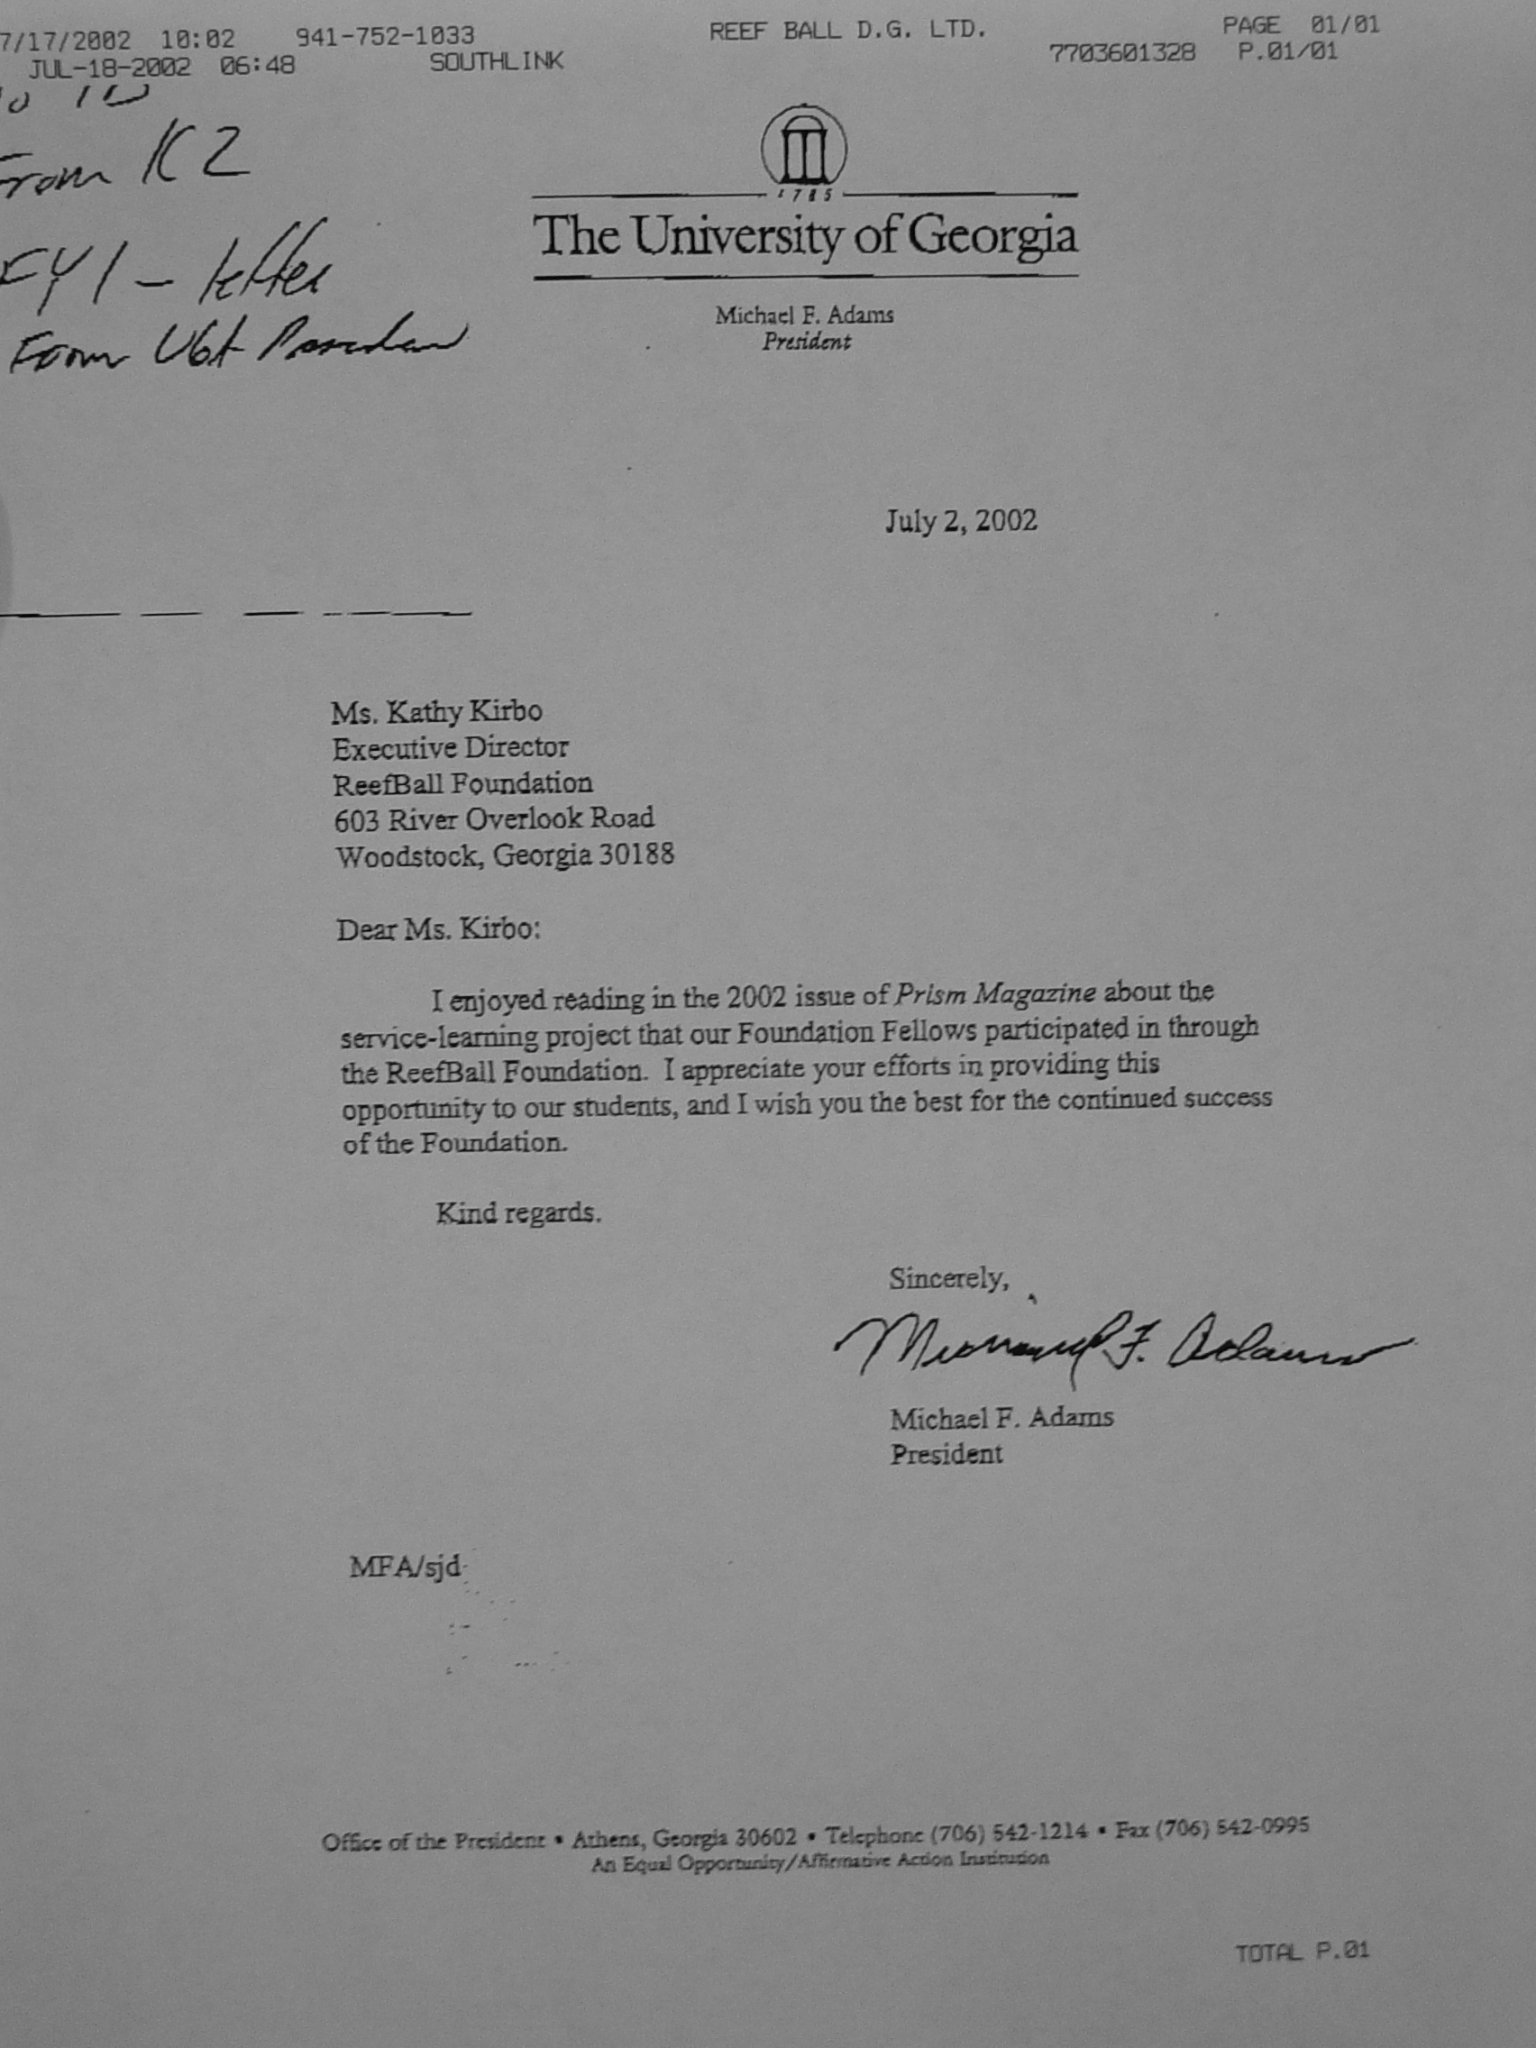 7/17/2002 10:02 941-752-1033 REEF BALL D.G. LTD. PAGE 01/01
JUL-18-2002 06:48 SOUTHLINK 7703601328 P.01/01
From K2
FYI - letter
From UGA President
1785
The University of Georgia
Michael F. Adams
President
July 2, 2002
Ms. Kathy Kirbo
Executive Director
ReefBall Foundation
603 River Overlook Road
Woodstock, Georgia 30188
Dear Ms. Kirbo:
I enjoyed reading in the 2002 issue of Prism Magazine about the
service-learning project that our Foundation Fellows participated in through
the ReefBall Foundation. I appreciate your efforts in providing this
opportunity to our students, and I wish you the best for the continued success
of the Foundation.
Kind regards.
Sincerely,
Michael F. Adams
Michael F. Adams
President
MFA/sjd
Office of the President • Athens, Georgia 30602 • Telephone (706) 542-1214 • Fax (706) 542-0995
An Equal Opportunity/Affirmative Action Institution
TOTAL P.01